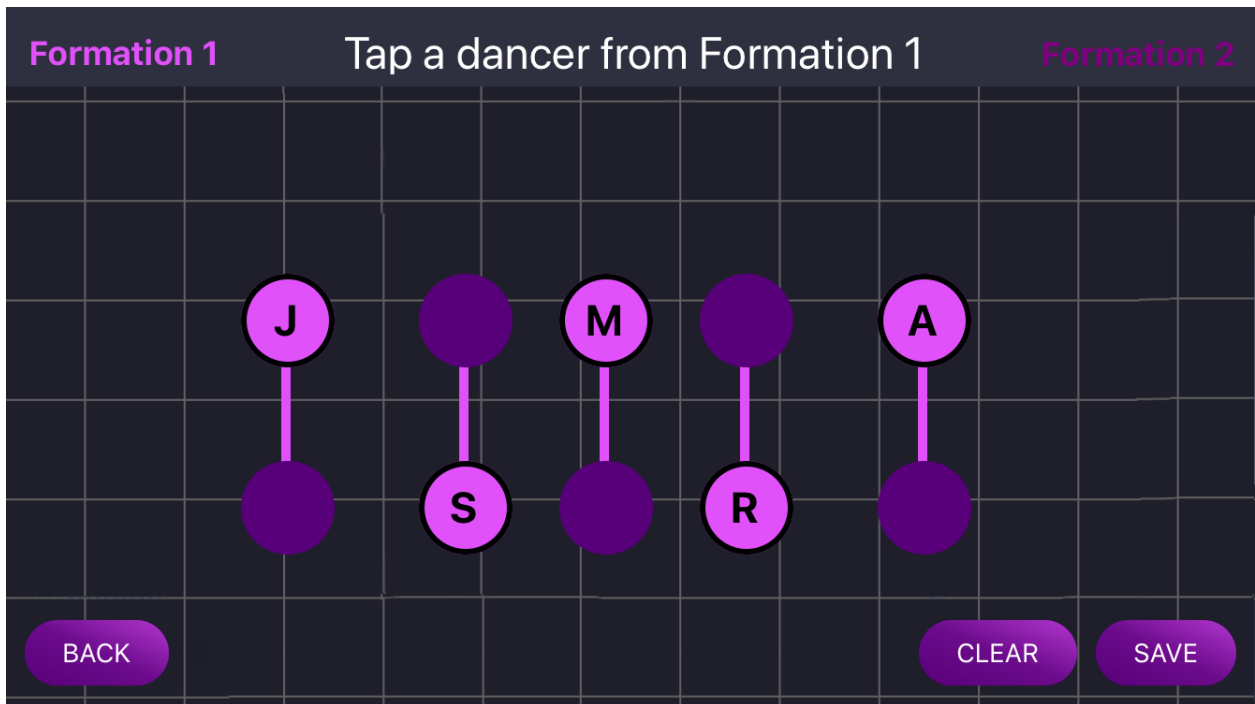 Formation 1
Tap a dancer from Formation 1
Formation 2
J
M
A
S
R
BACK
CLEAR
SAVE